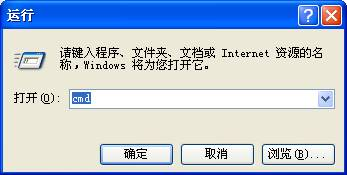 运行
请键入程序、文件夹、文档或 Internet 资源的名
称，Windows 将为您打开它。
打开(O):
cmd
确定
取消
浏览(B)...